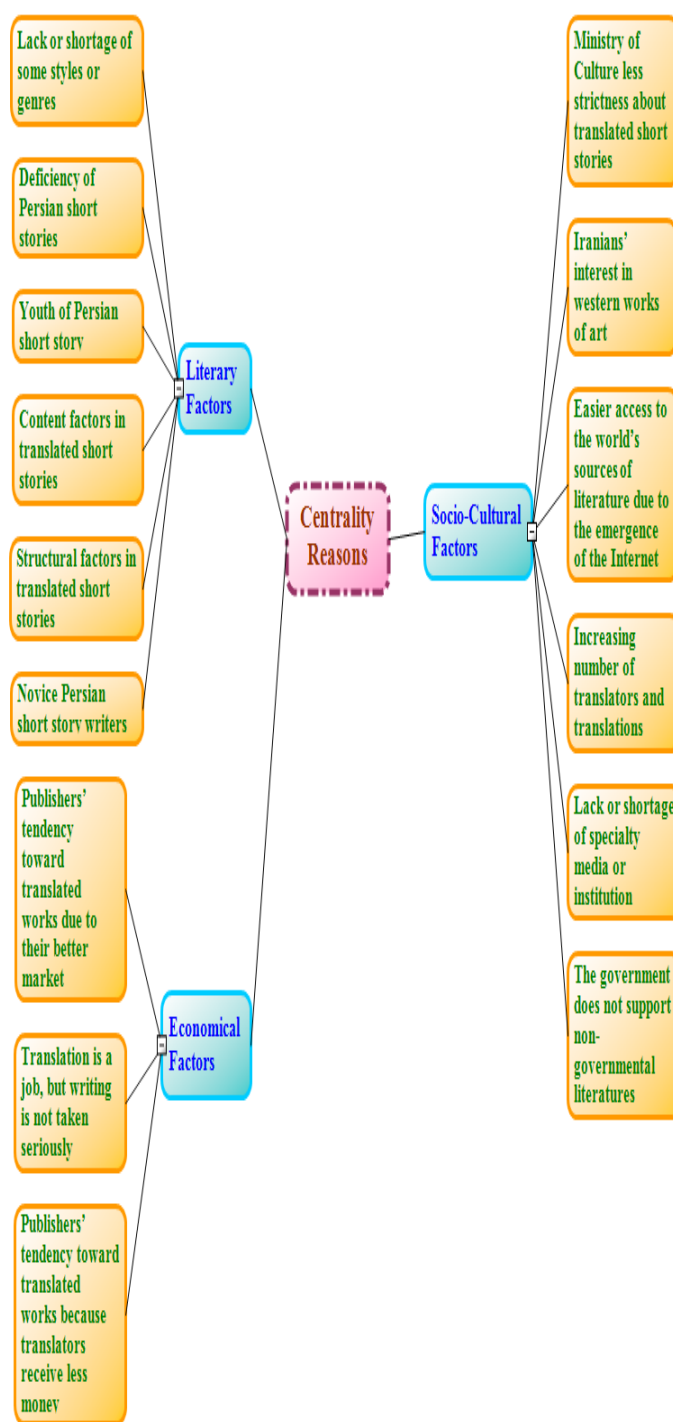 Lack or shortage of
some styles or
genres
Deficiency of
Persian short
stories
Youth of Persian
short story
Content factors in
translated short
stories
Structural factors in
translated short
stories
Novice Persian
short story writers
Literary
Factors
Publishers'
tendency
toward
translated
works due to
their better
market
Translation is a
job, but writing
is not taken
seriously
Publishers'
tendency toward
translated
works because
translators
receive less
money
Economical
Factors
Centrality
Reasons
Socio-Cultural
Factors
Ministry of
Culture less
strictness about
translated short
stories
Iranians'
interest in
western works
of art
Easier access to
the world's
sources of
literature due to
the emergence
of the Internet
Increasing
number of
translators and
translations
Lack or shortage
of specialty
media or
institution
The government
does not support
non-
governmental
literatures